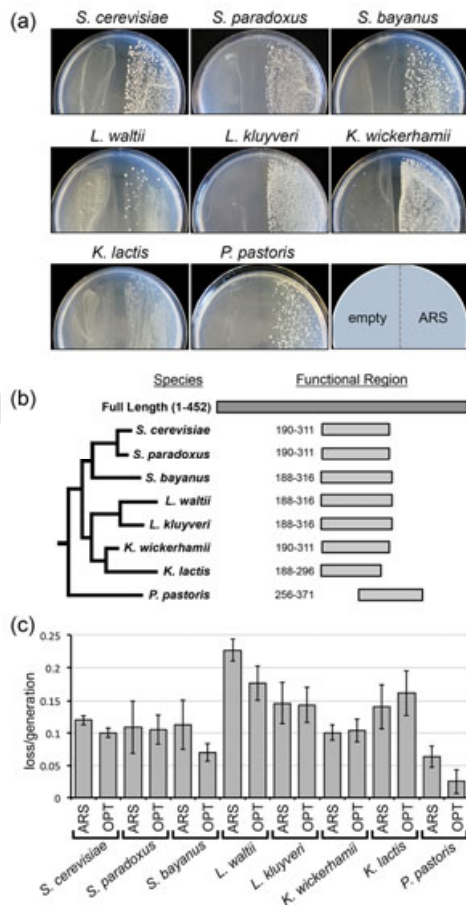 (a)
S. cerevisiae S. paradoxus S. bayanus
L. waltii L. kluyveri K. wickerhamii
K. lactis P. pastoris
empty ARS
(b)
Species Functional Region
Full Length (1-452)
S. cerevisiae 190-311
S. paradoxus 190-311
S. bayanus 188-316
L. waltii 188-316
L. kluyveri 188-316
K. wickerhamii 190-311
K. lactis 188-296
P. pastoris 256-371
(c)
loss/generation
0.25
0.2
0.15
0.1
0.05
0
ARS OPT ARS OPT ARS OPT ARS OPT ARS OPT ARS OPT ARS OPT ARS OPT
S. cerevisiae S. paradoxus S. bayanus L. waltii L. kluyveri K. wickerhamii K. lactis P. pastoris